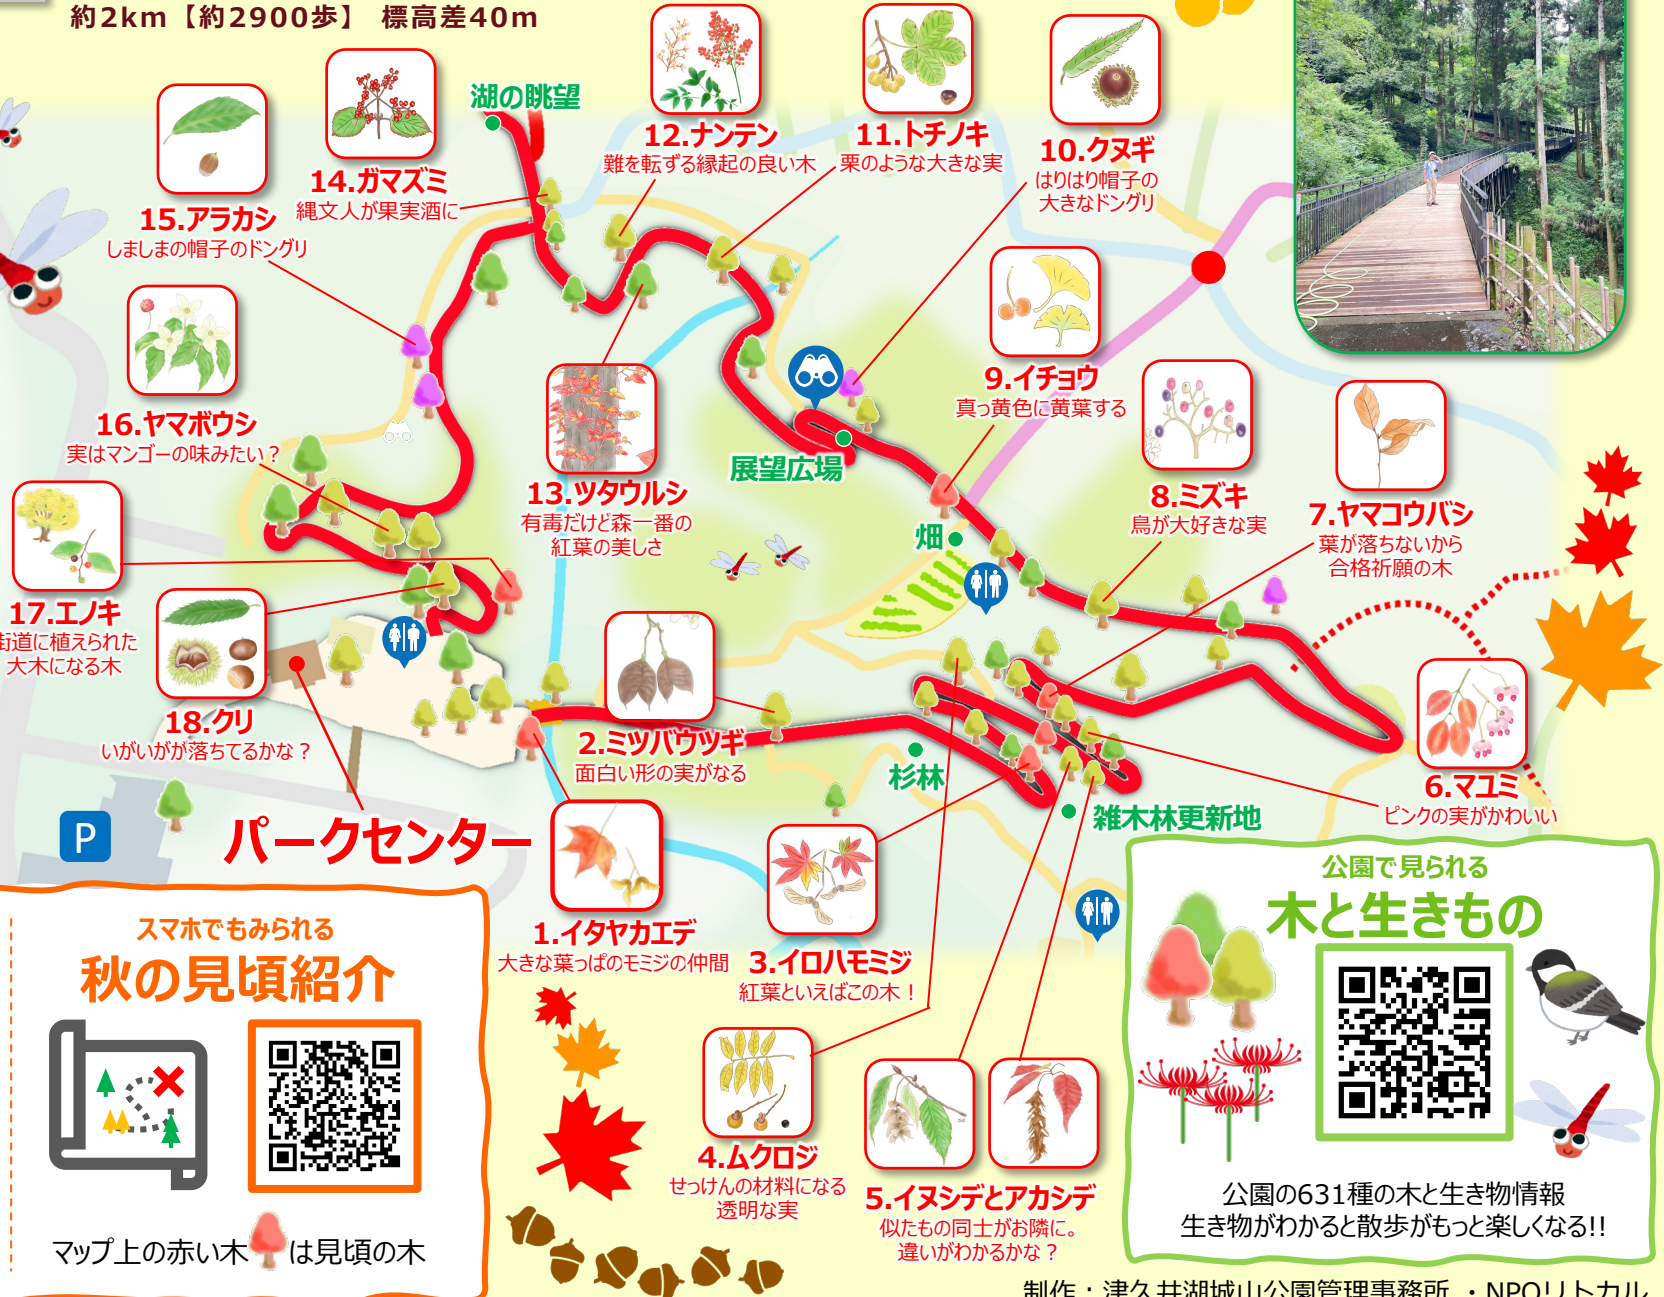 約2km【約2900歩】 標高差40m
湖の眺望
12.ナンテン
難を転ずる縁起の良い木
11.トチノキ
栗のような大きな実
10.クヌギ
はりはり帽子の
大きなドングリ
14.ガマズミ
縄文人が果実酒に
15.アラカシ
しましまの帽子のドングリ
16.ヤマボウシ
実はマンゴーの味みたい？
13.ツタウルシ
有毒だけど森一番の
紅葉の美しさ
展望広場
9.イチョウ
真っ黄色に黄葉する
8.ミズキ
鳥が大好きな実
7.ヤマコウバシ
葉が落ちないから
合格祈願の木
畑
17.エノキ
街道に植えられた
大木になる木
18.クリ
いがいがが落ちてるかな？
2.ミツバウツギ
面白い形の実がなる
杉林
雑木林更新地
6.マユミ
ピンクの実がかわいい
P
パークセンター
1.イタヤカエデ
大きな葉っぱのモミジの仲間
3.イロハモミジ
紅葉といえばこの木！
4.ムクロジ
せっけんの材料になる
透明な実
5.イヌシデとアカシデ
似たもの同士がお隣に。
違いがわかるかな？
スマホでもみられる
秋の見頃紹介
マップ上の赤い木は見頃の木
公園で見られる
木と生きもの
公園の631種の木と生き物情報
生き物がわかると散歩がもっと楽しくなる!!
制作：津久井湖城山公園管理事務所 ・NPOリトカル